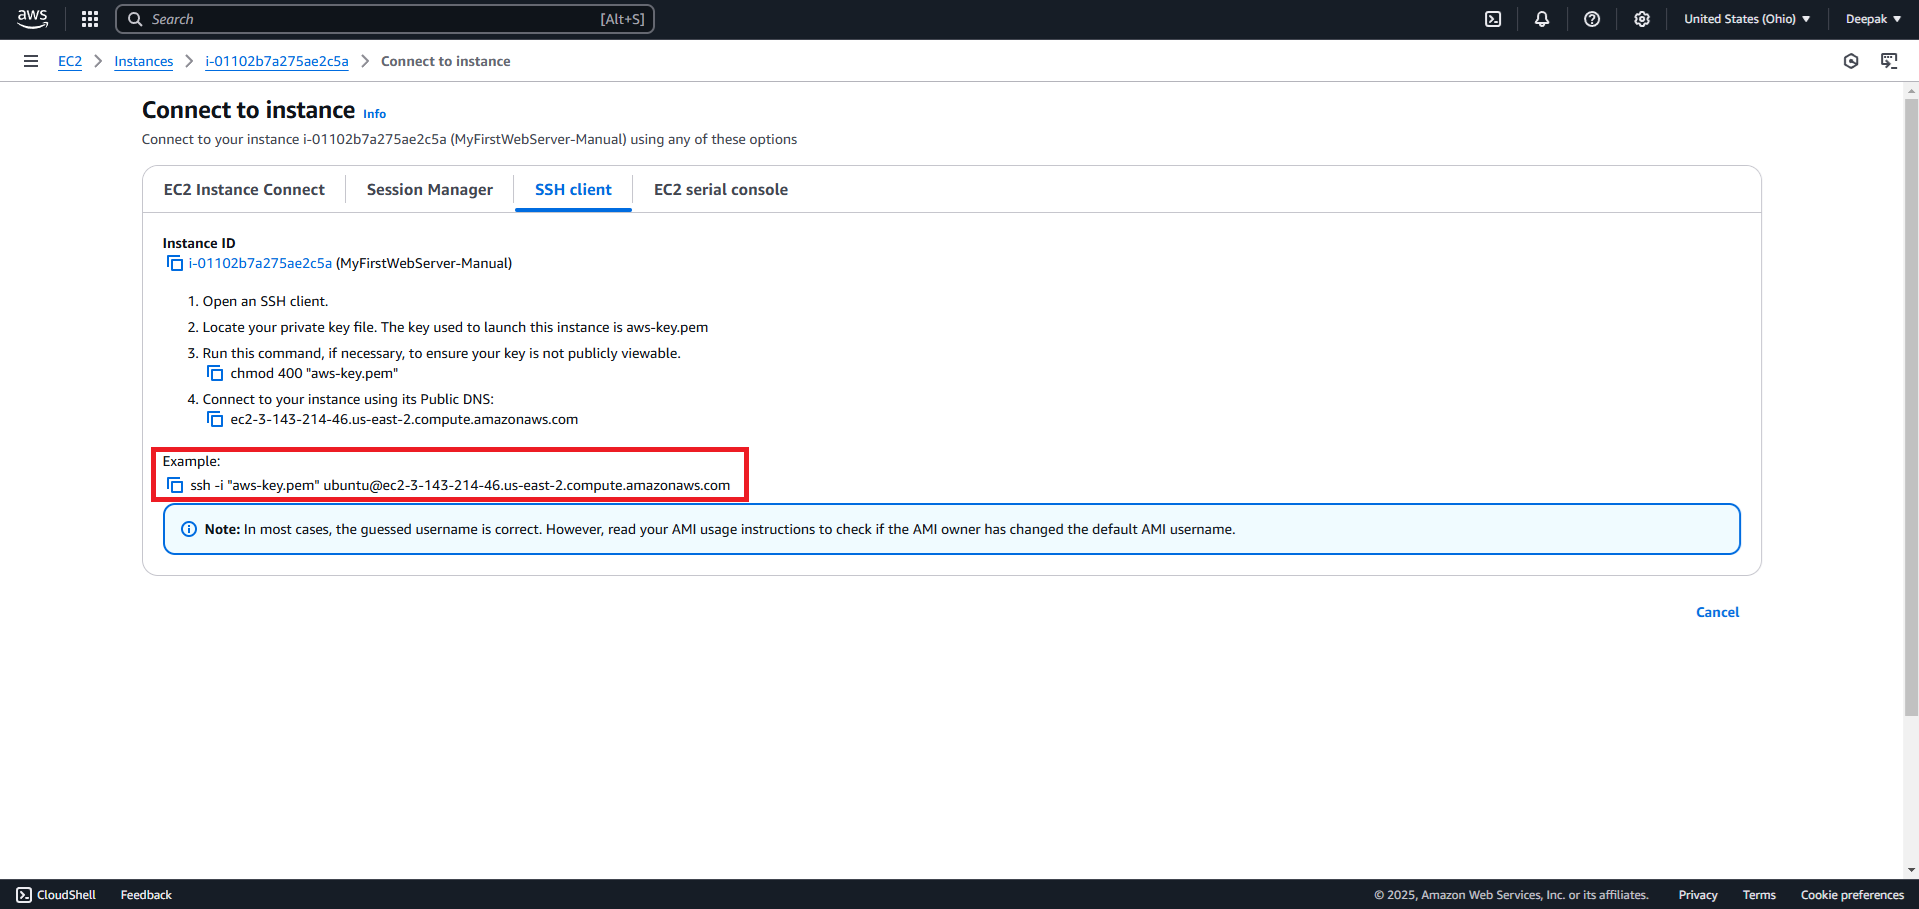 aws
Search [Alt+S]
United States (Ohio)
Deepak
EC2 Instances i-01102b7a275ae2c5a Connect to instance
Connect to instance Info
Connect to your instance i-01102b7a275ae2c5a (MyFirstWebServer-Manual) using any of these options
EC2 Instance Connect Session Manager SSH client EC2 serial console
Instance ID
i-01102b7a275ae2c5a (MyFirstWebServer-Manual)
1. Open an SSH client.
2. Locate your private key file. The key used to launch this instance is aws-key.pem
3. Run this command, if necessary, to ensure your key is not publicly viewable.
chmod 400 "aws-key.pem"
4. Connect to your instance using its Public DNS:
ec2-3-143-214-46.us-east-2.compute.amazonaws.com
Example:
ssh -i "aws-key.pem" ubuntu@ec2-3-143-214-46.us-east-2.compute.amazonaws.com
Note: In most cases, the guessed username is correct. However, read your AMI usage instructions to check if the AMI owner has changed the default AMI username.
Cancel
CloudShell Feedback © 2025, Amazon Web Services, Inc. or its affiliates. Privacy Terms Cookie preferences